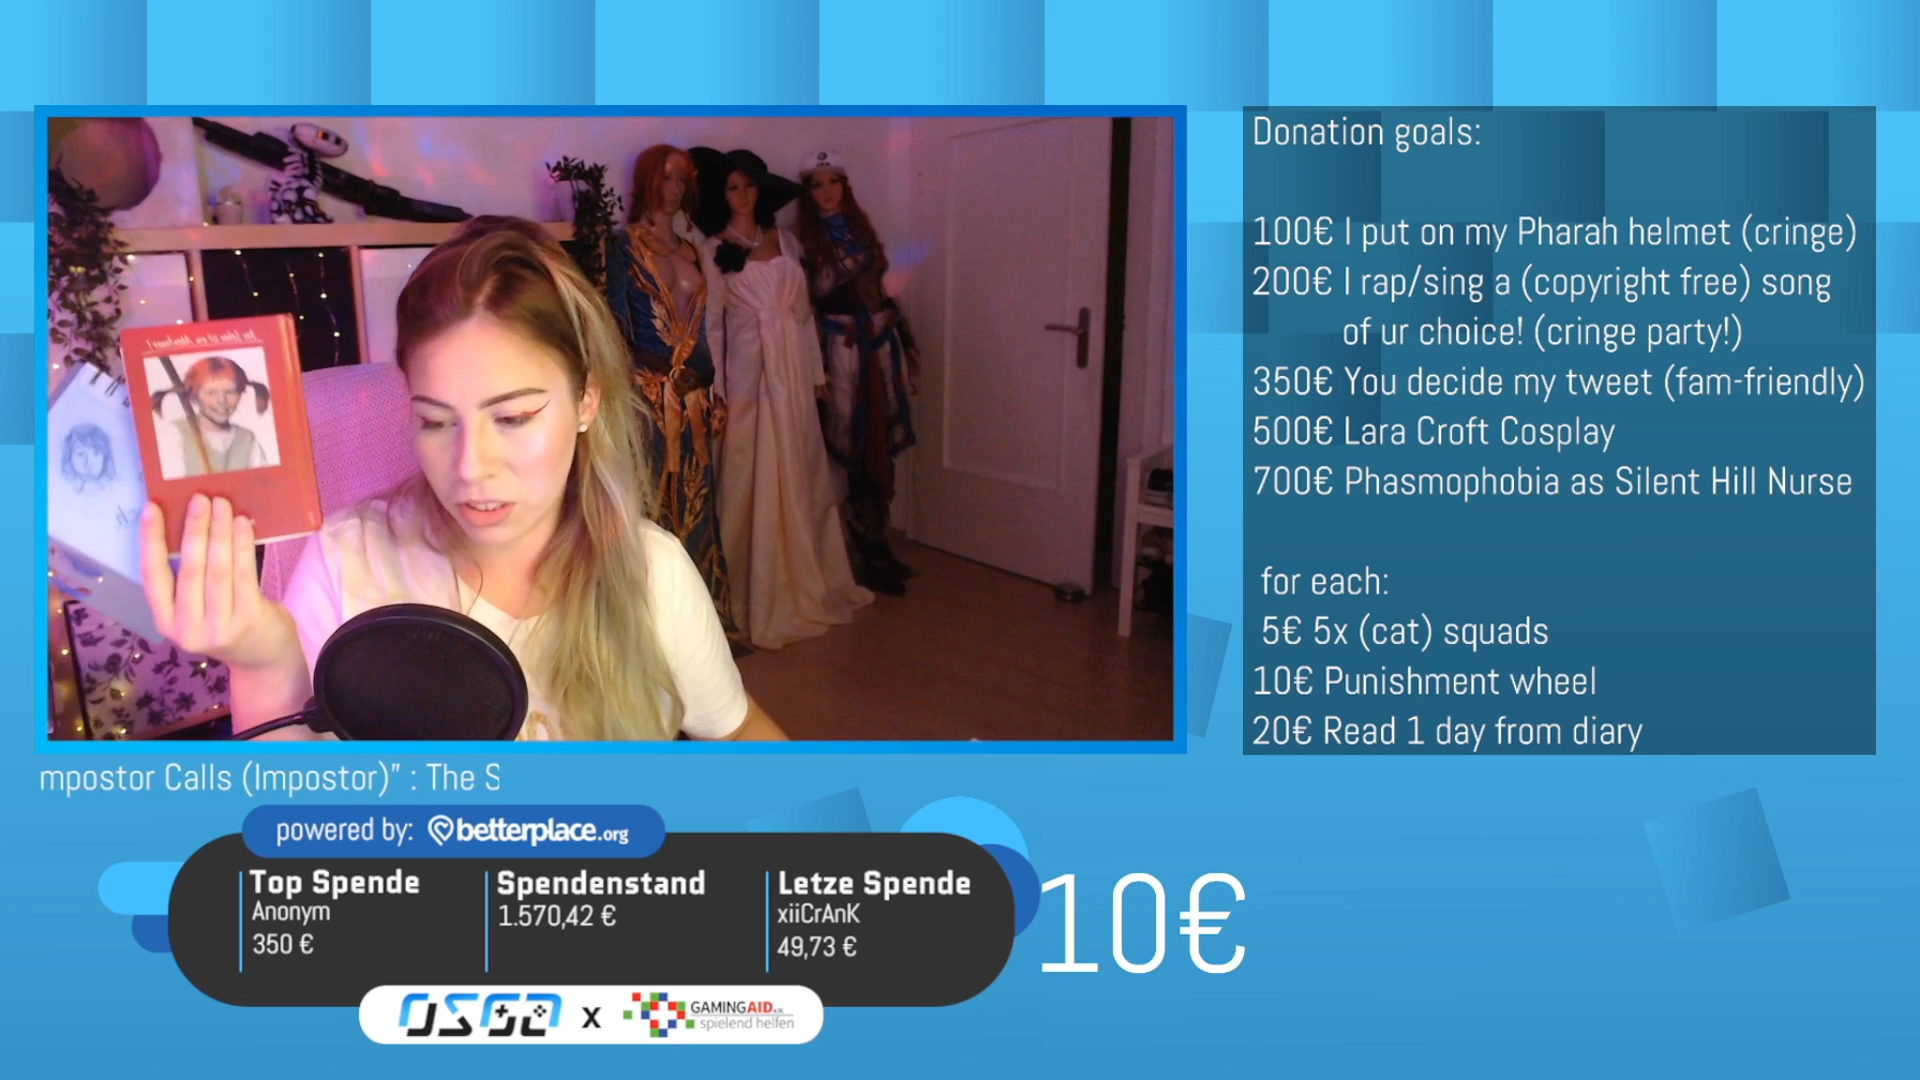 Donation goals:
100€ I put on my Pharah helmet (cringe)
200€ I rap/sing a (copyright free) song
of ur choice! (cringe party!)
350€ You decide my tweet (fam-friendly)
500€ Lara Croft Cosplay
700€ Phasmophobia as Silent Hill Nurse
for each:
5€ 5x (cat) squads
10€ Punishment wheel
20€ Read 1 day from diary
mpostor Calls (Impostor)" : The S
powered by: betterplace.org
Top Spende
Anonym
350 €
Spendenstand
1.570,42 €
Letze Spende
xiiCrAnK
49,73 €
10€
x
GAMINGAID e.V.
spielend helfen